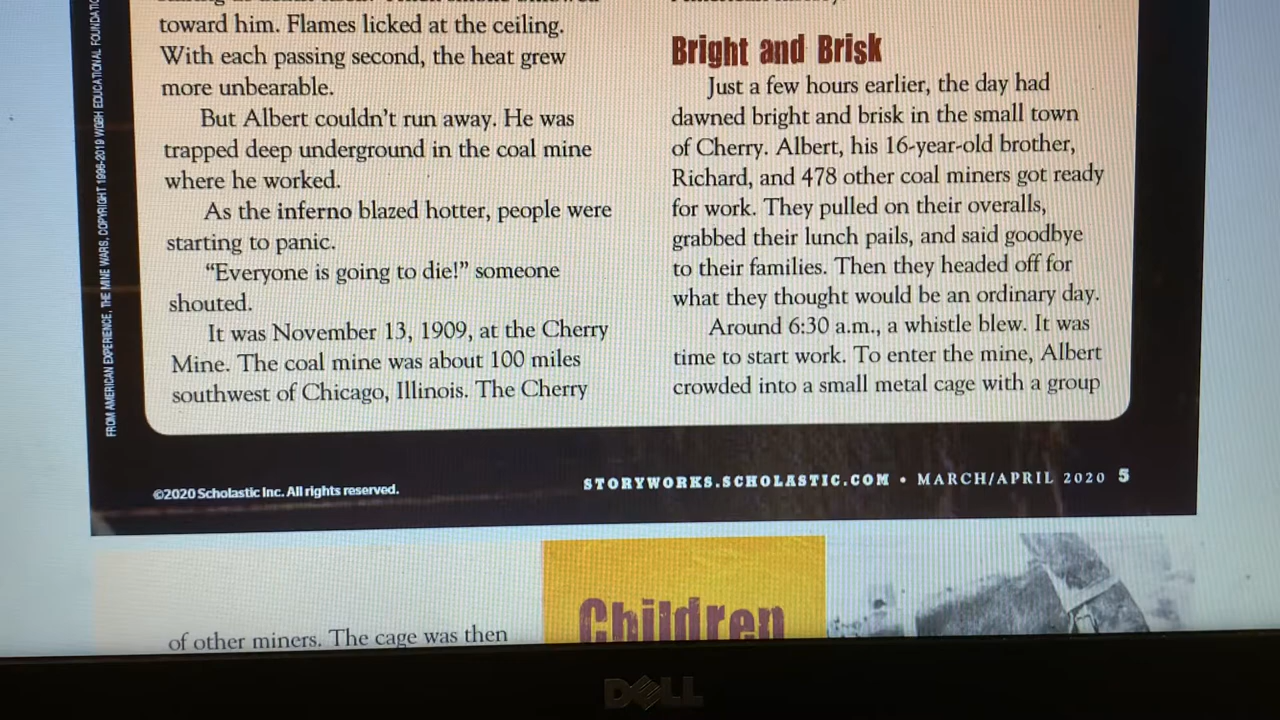 toward him. Flames licked at the ceiling.
With each passing second, the heat grew
more unbearable.
But Albert couldn't run away. He was
trapped deep underground in the coal mine
where he worked.
As the inferno blazed hotter, people were
starting to panic.
“Everyone is going to die!” someone
shouted.
It was November 13, 1909, at the Cherry
Mine. The coal mine was about 100 miles
southwest of Chicago, Illinois. The Cherry
Bright and Brisk
Just a few hours earlier, the day had
dawned bright and brisk in the small town
of Cherry. Albert, his 16-year-old brother,
Richard, and 478 other coal miners got ready
for work. They pulled on their overalls,
grabbed their lunch pails, and said goodbye
to their families. Then they headed off for
what they thought would be an ordinary day.
Around 6:30 a.m., a whistle blew. It was
time to start work. To enter the mine, Albert
crowded into a small metal cage with a group
FROM AMERICAN EXPERIENCE, THE MINE WARS, COPYRIGHT 1996-2019 WGBH EDUCATIONAL
©2020 Scholastic Inc. All rights reserved.
STORYWORKS.SCHOLASTIC.COM • MARCH/APRIL 2020 5
of other miners. The cage was then
Children
DELL